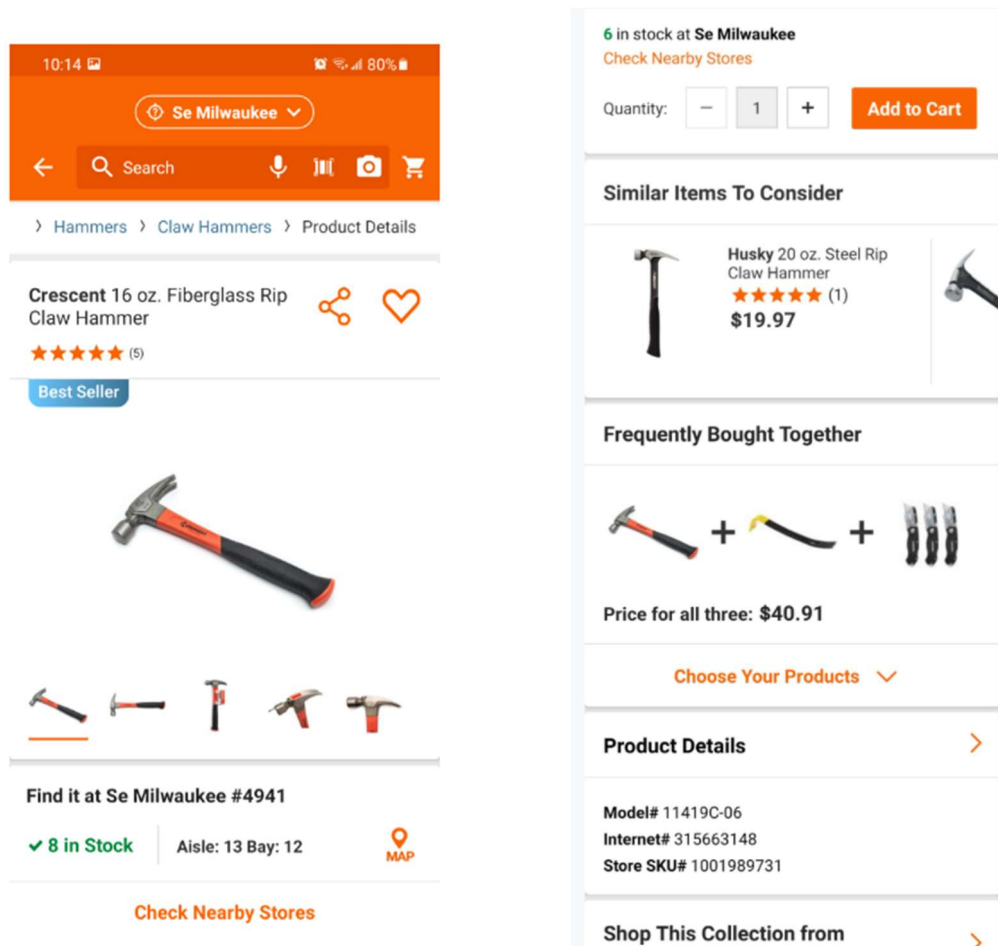 10:14
80%
Se Milwaukee
Search
Hammers > Claw Hammers > Product Details
Crescent 16 oz. Fiberglass Rip
Claw Hammer
(5)
Best Seller
Find it at Se Milwaukee #4941
8 in Stock
Aisle: 13 Bay: 12
MAP
Check Nearby Stores
6 in stock at Se Milwaukee
Check Nearby Stores
Quantity: − 1 + Add to Cart
Similar Items To Consider
Husky 20 oz. Steel Rip
Claw Hammer
(1)
$19.97
Frequently Bought Together
+ +
Price for all three: $40.91
Choose Your Products
Product Details
Model# 11419C-06
Internet# 315663148
Store SKU# 1001989731
Shop This Collection from